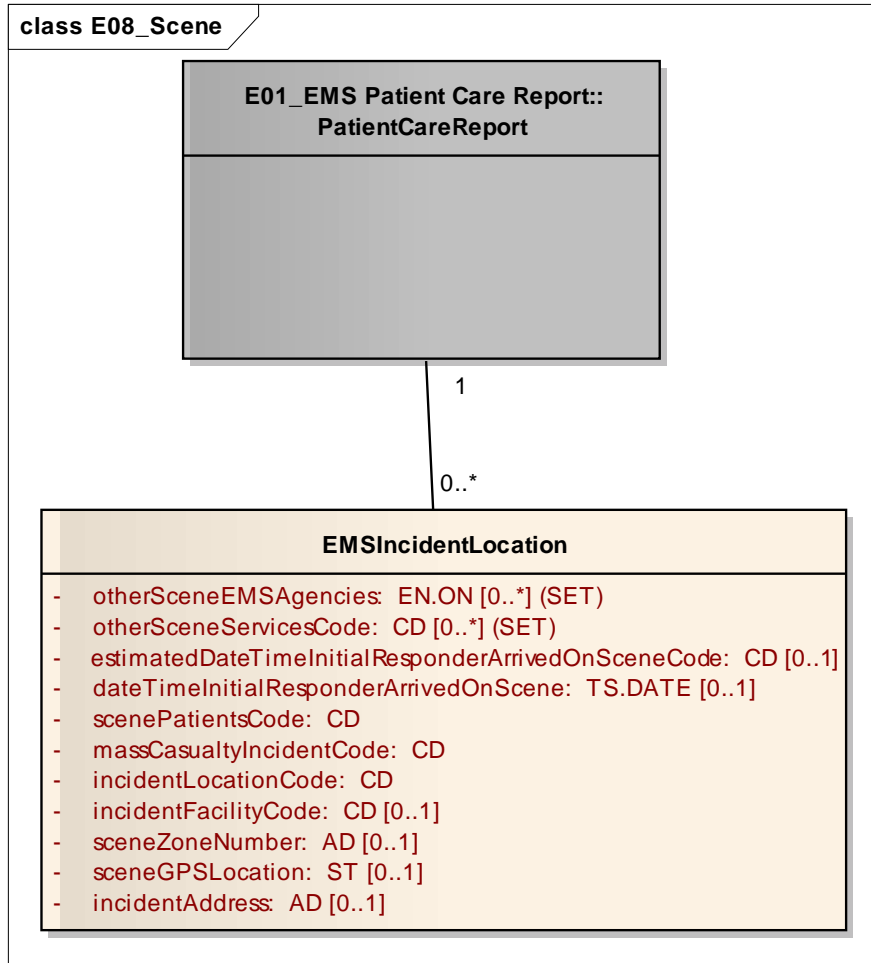 class E08_Scene
E01_EMS Patient Care Report::
PatientCareReport
1
0..*
EMSIncidentLocation
- otherSceneEMSAgencies: EN.ON [0..*] (SET)
- otherSceneServicesCode: CD [0..*] (SET)
- estimatedDateTimeInitialResponderArrivedOnSceneCode: CD [0..1]
- dateTimeInitialResponderArrivedOnScene: TS.DATE [0..1]
- scenePatientsCode: CD
- massCasualtyIncidentCode: CD
- incidentLocationCode: CD
- incidentFacilityCode: CD [0..1]
- sceneZoneNumber: AD [0..1]
- sceneGPSLocation: ST [0..1]
- incidentAddress: AD [0..1]